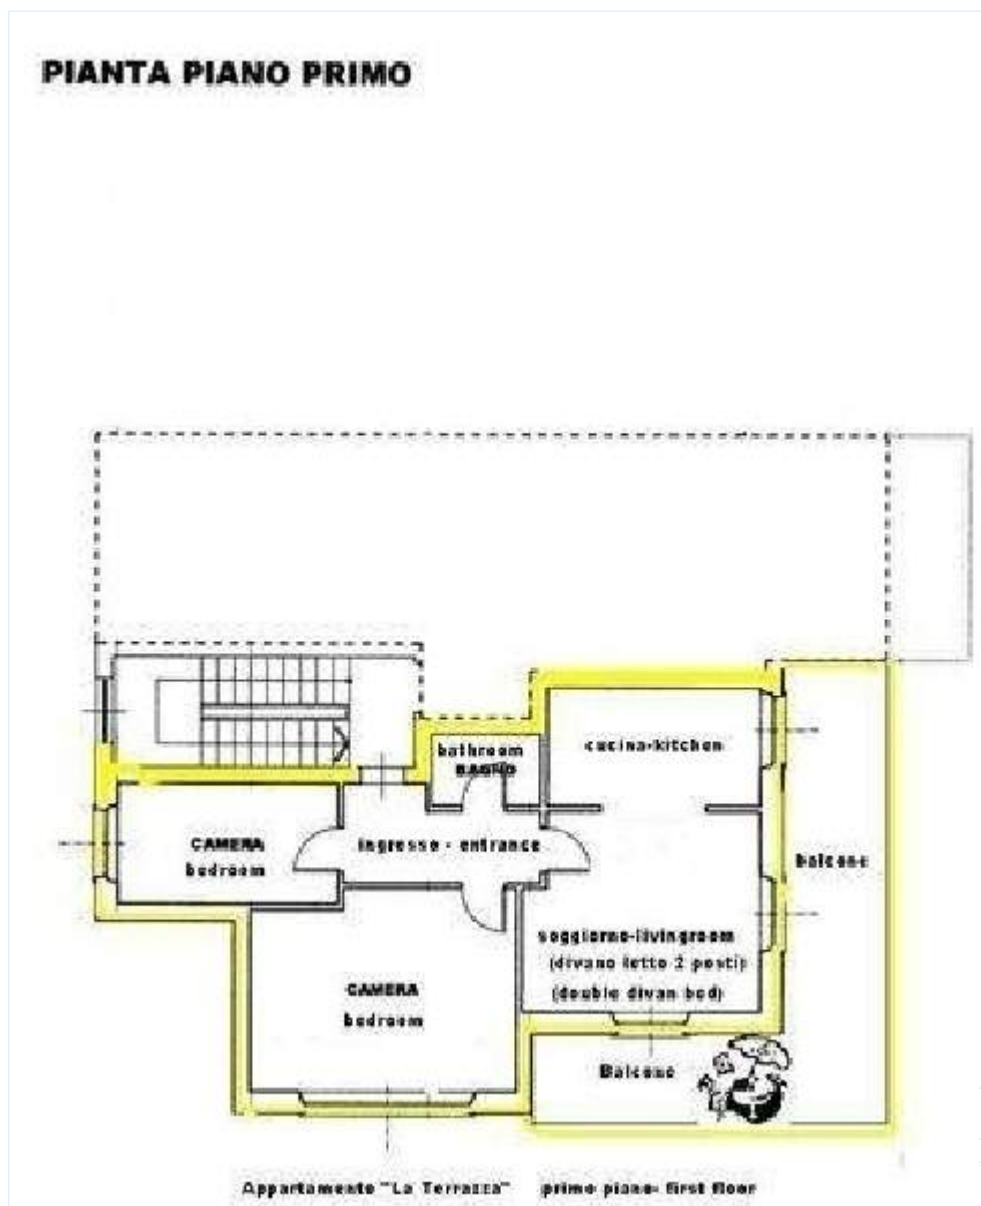 PIANTA PIANO PRIMO
bathroom
BAGNO
cucina-kitchen
CAMERA
bedroom
ingresso - entrance
balcone
soggiorno-livingroom
(divano letto 2 posti)
(double divan bed)
CAMERA
bedroom
Balcone
Appartamento "La Terrazza" primo piano- first floor